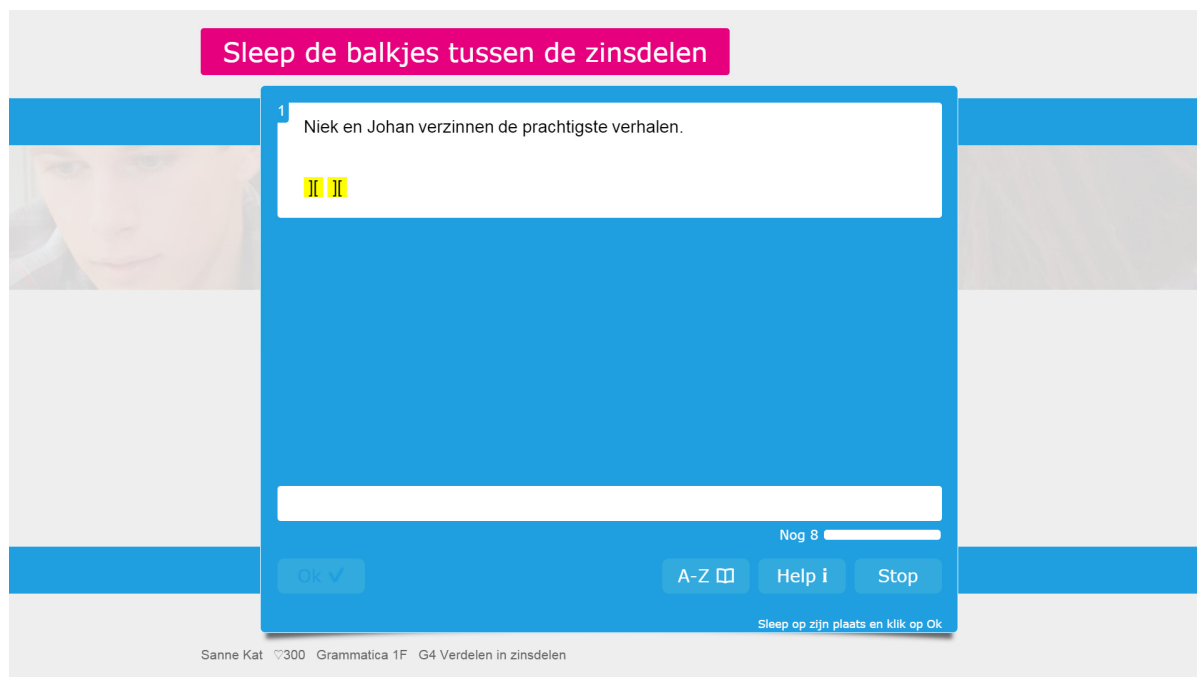 Sleep de balkjes tussen de zinsdelen
1
Niek en Johan verzinnen de prachtigste verhalen.
][ ][
Nog 8
Ok ✔
A-Z
Help i
Stop
Sleep op zijn plaats en klik op Ok
Sanne Kat ♡300 Grammatica 1F G4 Verdelen in zinsdelen